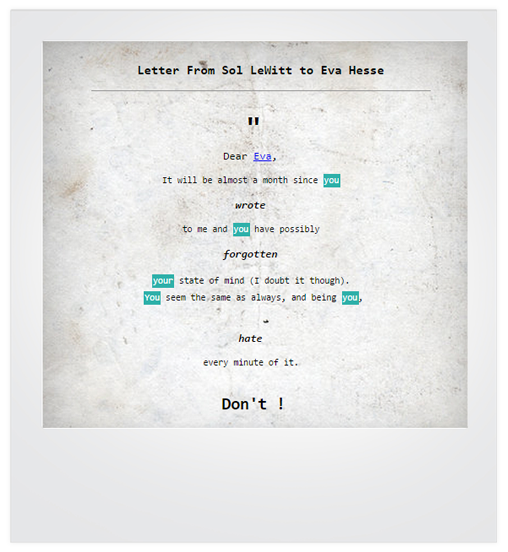 Letter From Sol LeWitt to Eva Hesse
"
Dear Eva,
It will be almost a month since you
wrote
to me and you have possibly
forgotten
your state of mind (I doubt it though).
You seem the same as always, and being you,
hate
every minute of it.
Don't !